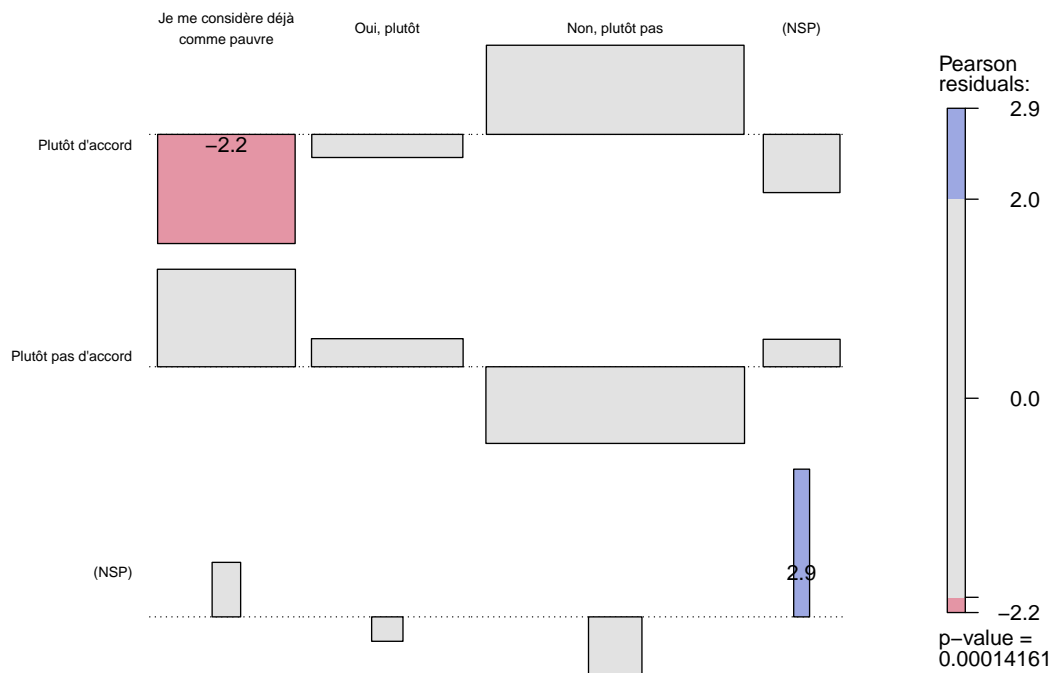 Je me considère déjà
comme pauvre
Oui, plutôt
Non, plutôt pas
(NSP)
Pearson
residuals:
2.9
2.0
0.0
−2.2
p−value =
0.00014161
Plutôt d'accord
−2.2
Plutôt pas d'accord
(NSP)
2.9